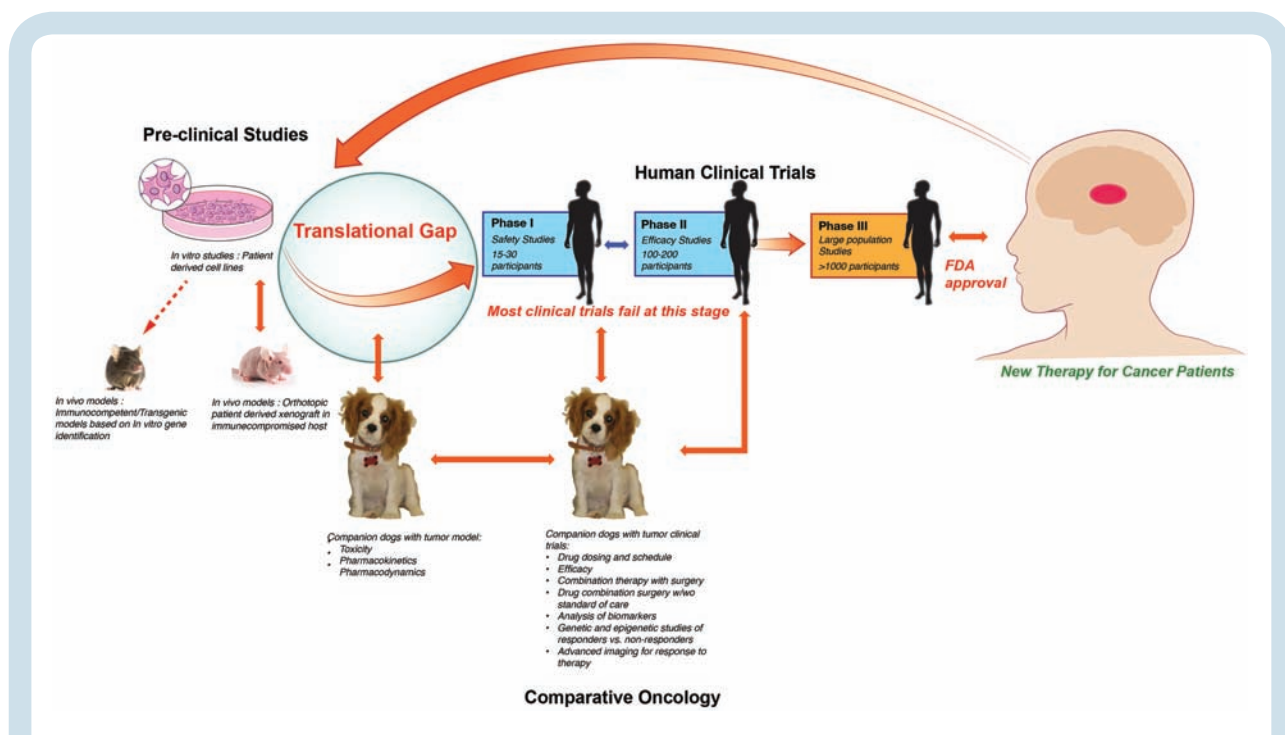 Pre-clinical Studies
In vitro studies : Patient
derived cell lines
In vivo models :
Immunocompetent/Transgenic
models based on In vitro gene
identification
In vivo models : Orthotopic
patient derived xenograft in
immunecompromised host
Translational Gap
Human Clinical Trials
Phase I
Safety Studies
15-30
participants
Phase II
Efficacy Studies
100-200
participants
Phase III
Large population
Studies
>1000 participants
Most clinical trials fail at this stage
FDA
approval
New Therapy for Cancer Patients
Companion dogs with tumor model:
• Toxicity
• Pharmacokinetics
Pharmacodynamics
Companion dogs with tumor clinical
trials:
• Drug dosing and schedule
• Efficacy
• Combination therapy with surgery
• Drug combination surgery w/wo
standard of care
• Analysis of biomarkers
• Genetic and epigenetic studies of
responders vs. non-responders
• Advanced imaging for response to
therapy
Comparative Oncology